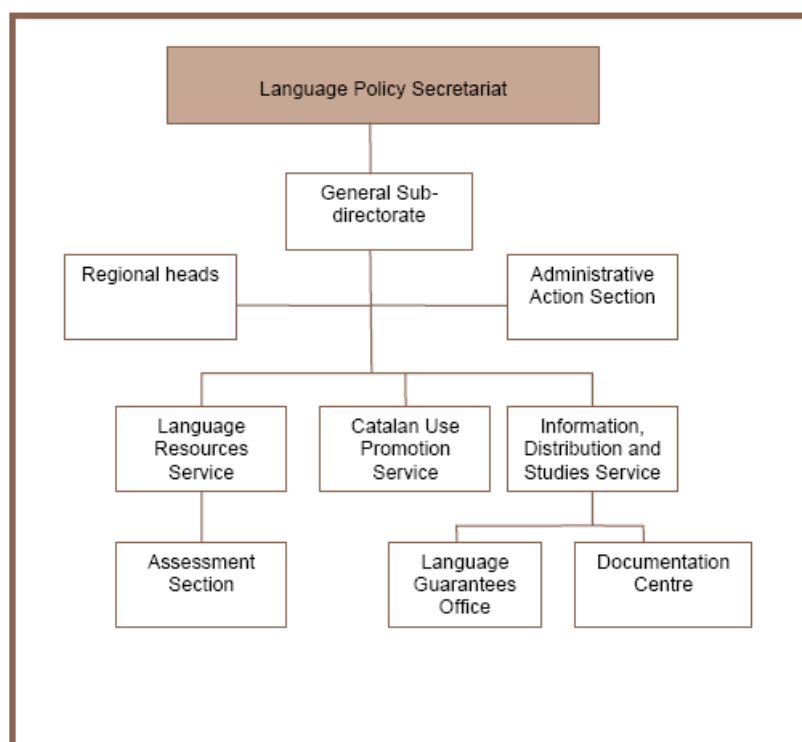 Language Policy Secretariat
General Sub-
directorate
Regional heads
Administrative
Action Section
Language
Resources
Service
Catalan Use
Promotion
Service
Information,
Distribution and
Studies Service
Assessment
Section
Language
Guarantees
Office
Documentation
Centre